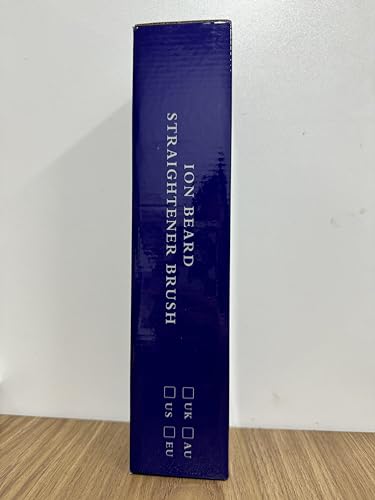 ION BEARD
STRAIGHTENER BRUSH
☐ UK ☐ AU
☐ US ☐ EU